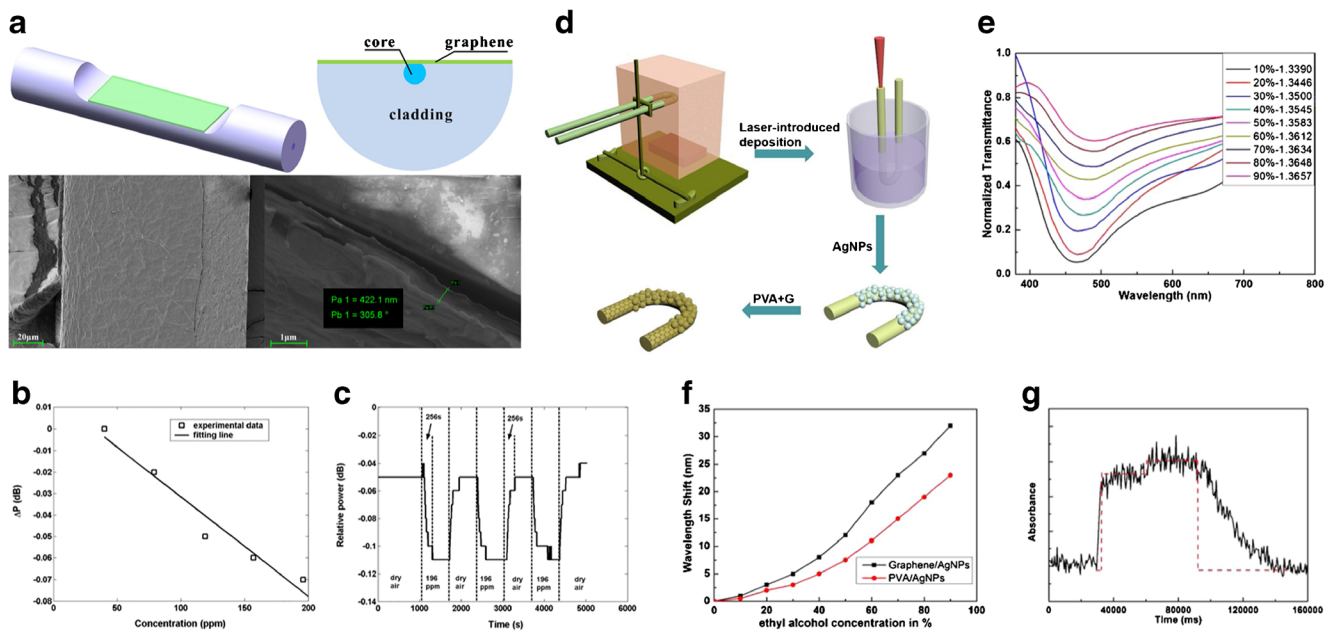 a
core
graphene
cladding
20μm
1μm
Pa 1 = 422.1 nm
Pb 1 = 305.8 °
d
Laser-introduced
deposition
AgNPs
PVA+G
e
Normalized Transmittance
1.0
0.8
0.6
0.4
0.2
0.0
400
500
600
700
800
Wavelength (nm)
10%-1.3390
20%-1.3446
30%-1.3500
40%-1.3545
50%-1.3583
60%-1.3612
70%-1.3634
80%-1.3648
90%-1.3657
b
ΔP (dB)
0.01
0
-0.01
-0.02
-0.03
-0.04
-0.05
-0.06
-0.07
-0.08
0
50
100
150
200
Concentration (ppm)
experimental data
fitting line
c
Relative power (dB)
0
-0.02
-0.04
-0.06
-0.08
-0.1
-0.12
-0.14
0
1000
2000
3000
4000
5000
6000
Time (s)
256s
256s
dry
air
196
ppm
dry
air
196
ppm
dry
air
196
ppm
dry
air
f
Wavelength Shift (nm)
35
30
25
20
15
10
5
0
0
20
40
60
80
100
ethyl alcohol concentration in %
Graphene/AgNPs
PVA/AgNPs
g
Absorbance
0
40000
80000
120000
160000
Time (ms)